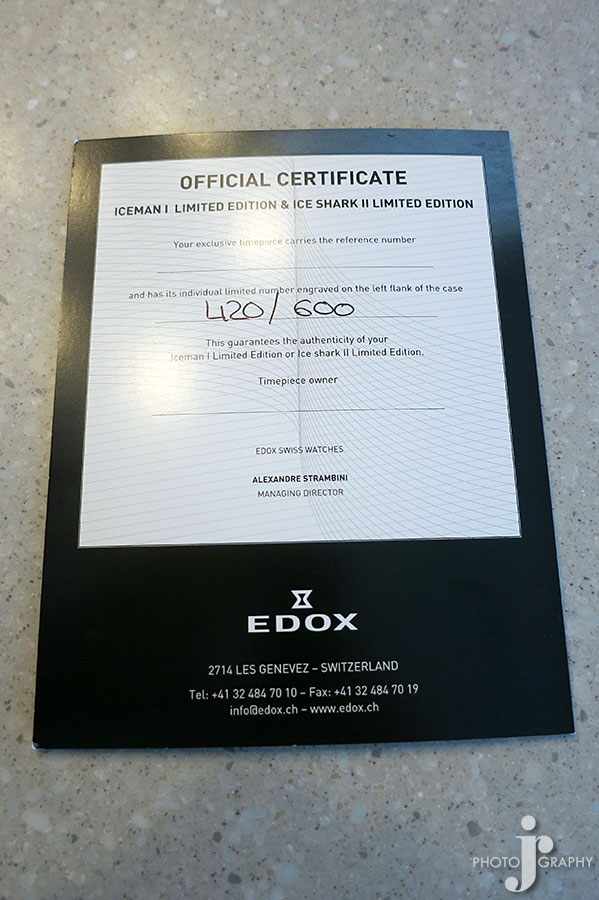 OFFICIAL CERTIFICATE
ICEMAN I LIMITED EDITION & ICE SHARK II LIMITED EDITION
Your exclusive timepiece carries the reference number
and has its individual limited number engraved on the left flank of the case
420/600
This guarantees the authenticity of your
Iceman I Limited Edition or Ice shark II Limited Edition.
Timepiece owner
EDOX SWISS WATCHES
ALEXANDRE STRAMBINI
MANAGING DIRECTOR
EDOX
2714 LES GENEVEZ – SWITZERLAND
Tel: +41 32 484 70 10 – Fax: +41 32 484 70 19
info@edox.ch – www.edox.ch
jr
PHOTOGRAPHY